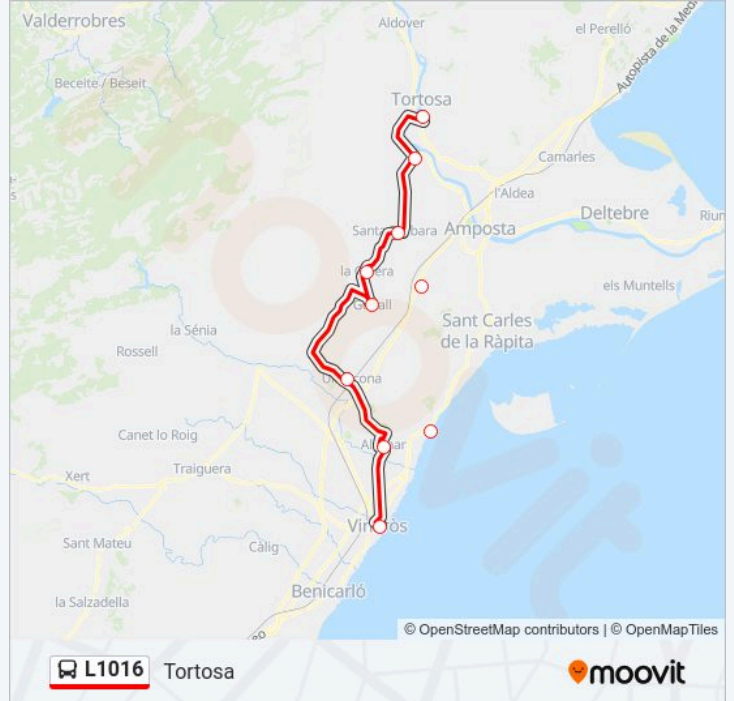 Valderrobres
Aldover
el Perelló
Autopista de la Med
Beceite / Beseit
Tortosa
Camarles
l'Aldea
Deltebre
Amposta
la
els Muntells
Sant Carles
de la Ràpita
la Sénia
Rossell
Canet lo Roig
Traiguera
Xert
Sant Mateu
Càlig
Benicarló
la Salzadella
© OpenStreetMap contributors | © OpenMapTiles
L1016 Tortosa
moovit